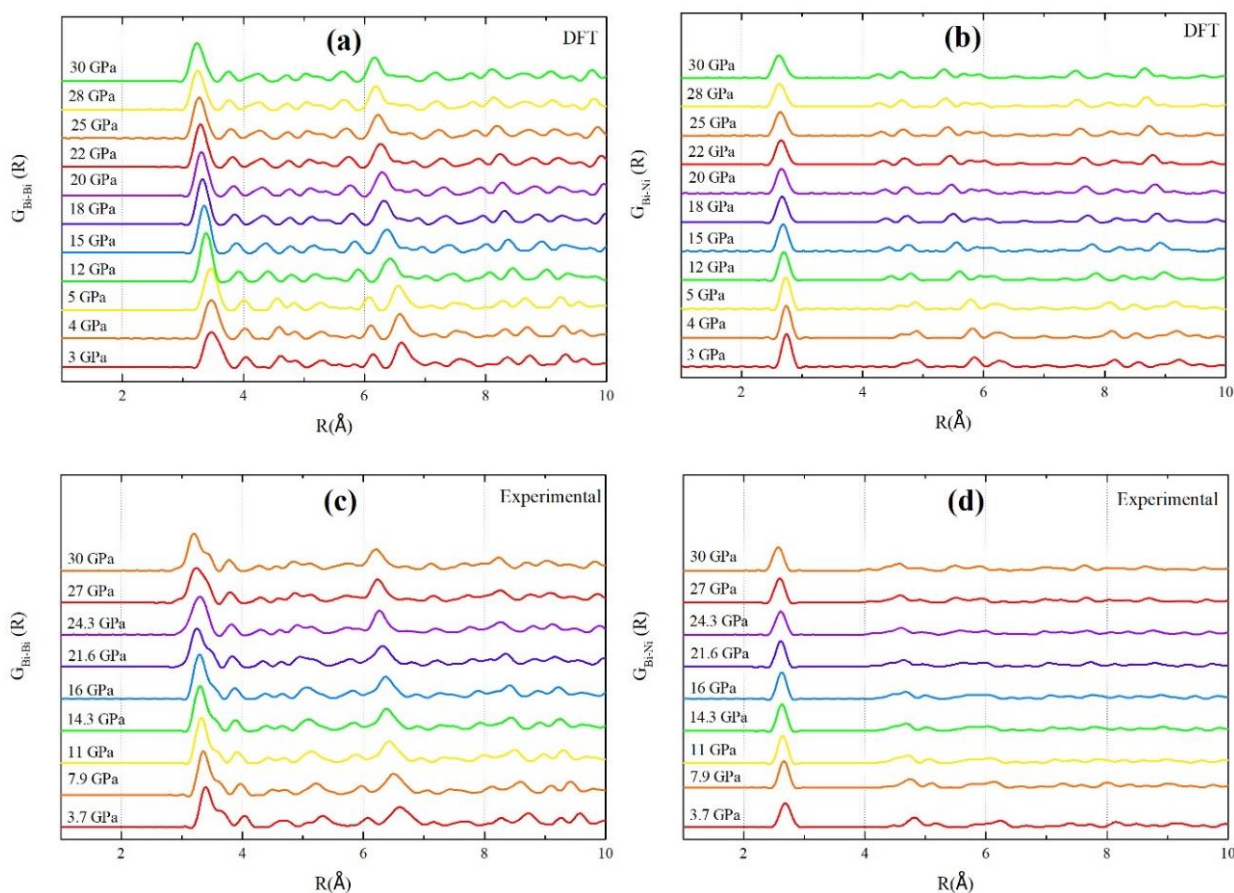 (a)
DFT
30 GPa
28 GPa
25 GPa
22 GPa
20 GPa
18 GPa
15 GPa
12 GPa
5 GPa
4 GPa
3 GPa
G Bi-Bi (R)
2 4 6 8 10
R(Å)
(b)
DFT
30 GPa
28 GPa
25 GPa
22 GPa
20 GPa
18 GPa
15 GPa
12 GPa
5 GPa
4 GPa
3 GPa
G Bi-Ni (R)
2 4 6 8 10
R(Å)
(c)
Experimental
30 GPa
27 GPa
24.3 GPa
21.6 GPa
16 GPa
14.3 GPa
11 GPa
7.9 GPa
3.7 GPa
G Bi-Bi (R)
2 4 6 8 10
R(Å)
(d)
Experimental
30 GPa
27 GPa
24.3 GPa
21.6 GPa
16 GPa
14.3 GPa
11 GPa
7.9 GPa
3.7 GPa
G Bi-Ni (R)
2 4 6 8 10
R(Å)